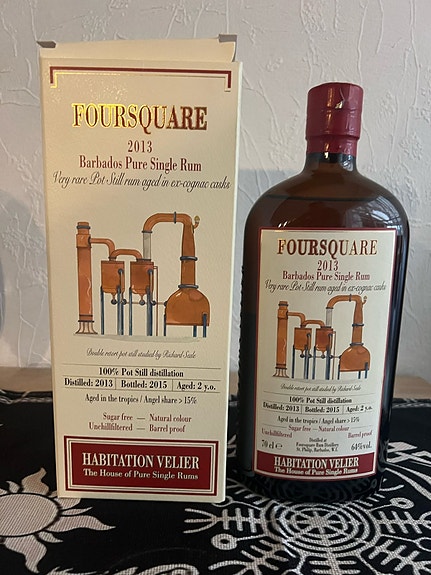 FOURSQUARE
2013
Barbados Pure Single Rum
Very rare Pot Still rum aged in ex-cognac casks
Double retort pot still studied by Richard Seale
100% Pot Still distillation
Distilled: 2013 | Bottled: 2015 | Aged: 2 y.o.
Aged in the tropics / Angel share > 15%
Sugar free — Natural colour
Unchillfiltered — Barrel proof
HABITATION VELIER
The House of Pure Single Rums
FOURSQUARE
2013
Barbados Pure Single Rum
Very rare Pot Still rum aged in ex-cognac casks
Double retort pot still studied by Richard Seale
100% Pot Still distillation
Distilled: 2013 | Bottled: 2015 | Aged: 2 y.o.
Aged in the tropics / Angel share > 15%
Sugar free — Natural colour
Unchillfiltered Barrel proof
Distilled at
Foursquare Rum Distillery
70 cl e St. Philip, Barbados, W.I. 64% vol.
HABITATION VELIER
The House of Pure Single Rums